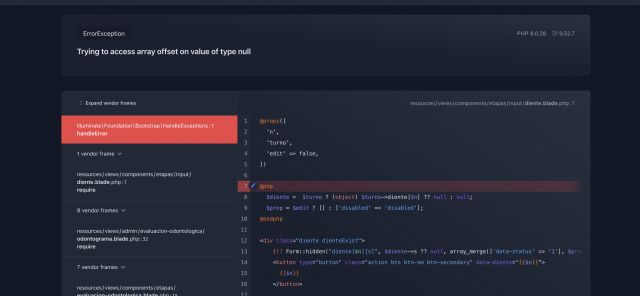 ErrorException
PHP 8.0.28
9.52.7
Trying to access array offset on value of type null
Expand vendor frames
resources/views/components/etapas/input/diente.blade.php:7
Illuminate\Foundation\Bootstrap\HandleExceptions:7
handleError
1 vendor frame
resources/views/components/etapas/input/
diente.blade.php:7
require
8 vendor frames
resources/views/admin/evaluacion-odontologica/
odontograma.blade.php:32
require
7 vendor frames
resources/views/components/etapas/
1 @props([
2 'n',
3 'turno',
4 'edit' => false,
5 ])
6
7 @php
8 $diente = $turno ? (object) $turno->diente[$n] ?? null : null;
9 $prop = $edit ? [] : ['disabled' => 'disabled'];
10 @endphp
11
12 <div class="diente dienteExist">
13 {!! Form::hidden("diente[$n][s]", $diente->s ?? null, array_merge(['data-status' => '1'], $pro
14 <button type="button" class="action btn btn-sm btn-secondary" data-diente="{{$n}}">
15 {{$n}}
16 </button>